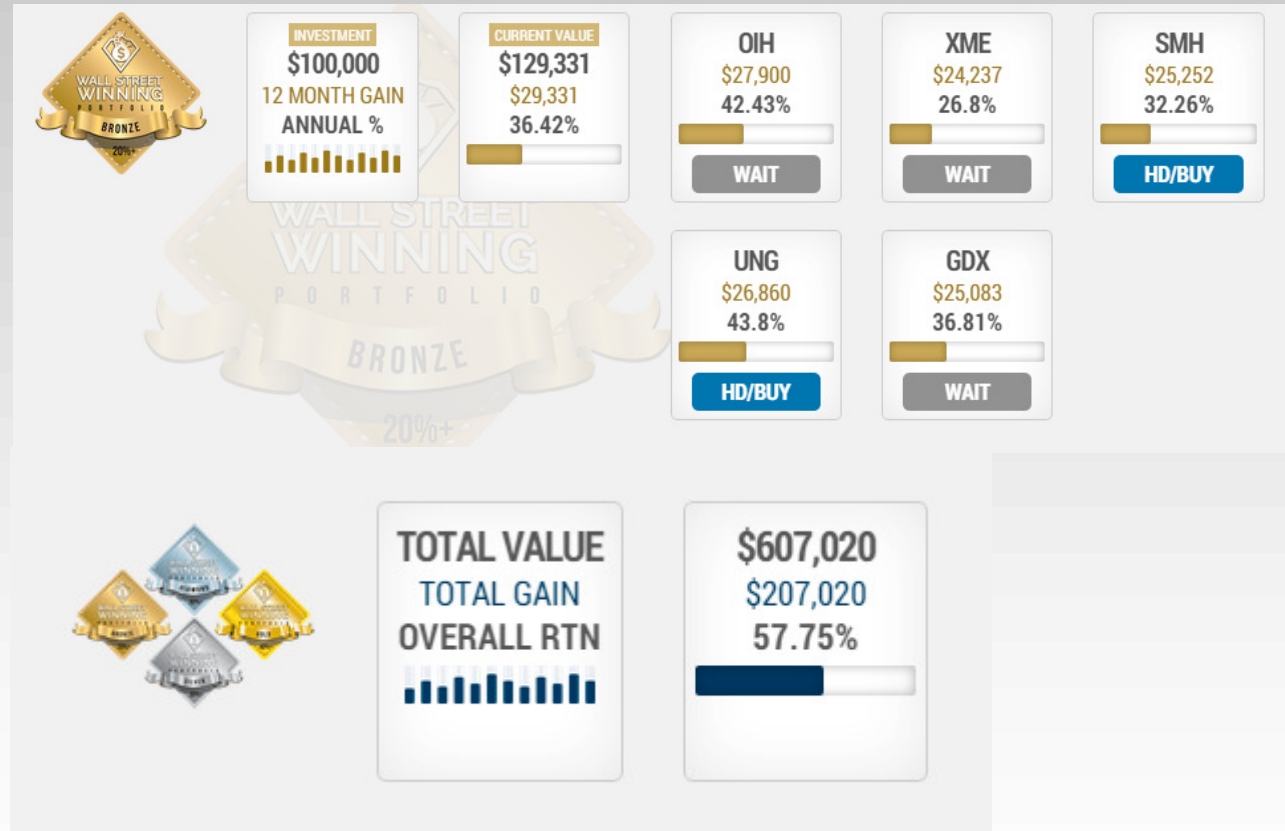 WALL STREET
WINNING
PORTFOLIO
BRONZE
20%+
INVESTMENT
$100,000
12 MONTH GAIN
ANNUAL %
CURRENT VALUE
$129,331
$29,331
36.42%
OIH
$27,900
42.43%
WAIT
XME
$24,237
26.8%
WAIT
SMH
$25,252
32.26%
HD/BUY
WALL STREET
WINNING
PORTFOLIO
BRONZE
20%+
UNG
$26,860
43.8%
HD/BUY
GDX
$25,083
36.81%
WAIT
TOTAL VALUE
TOTAL GAIN
OVERALL RTN
$607,020
$207,020
57.75%